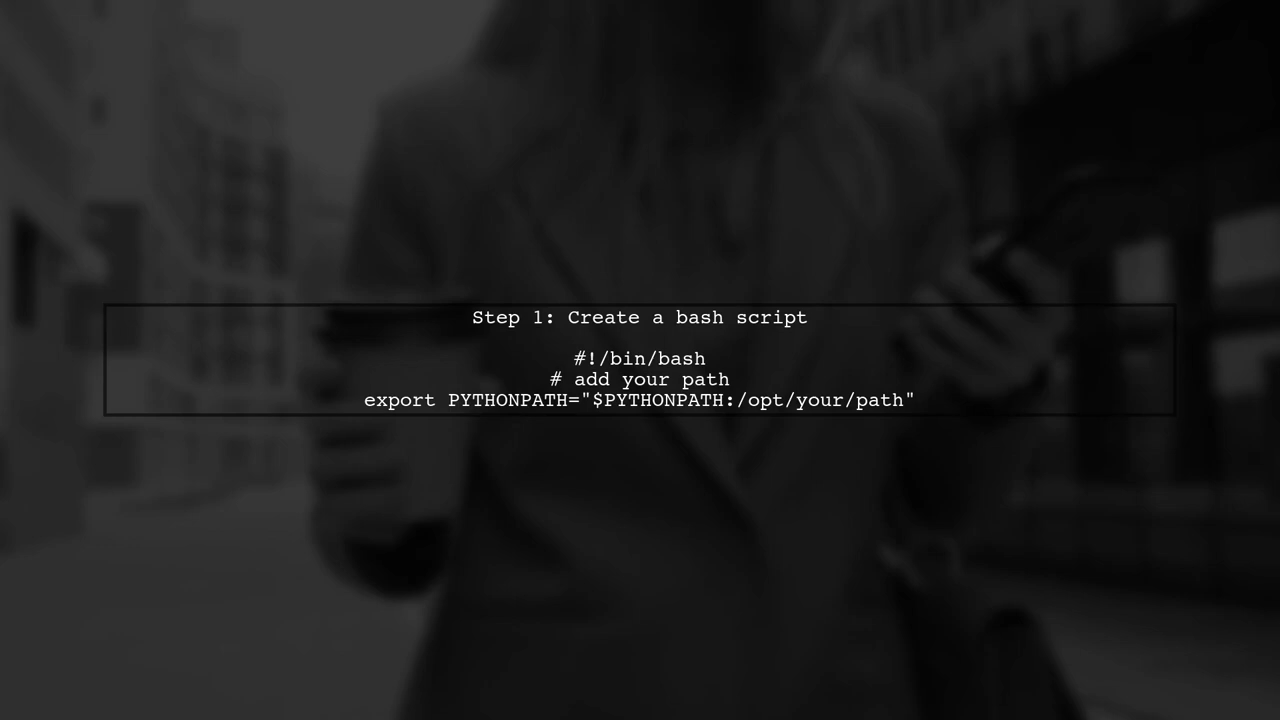 Step 1: Create a bash script
#!/bin/bash
# add your path
export PYTHONPATH="$PYTHONPATH:/opt/your/path"